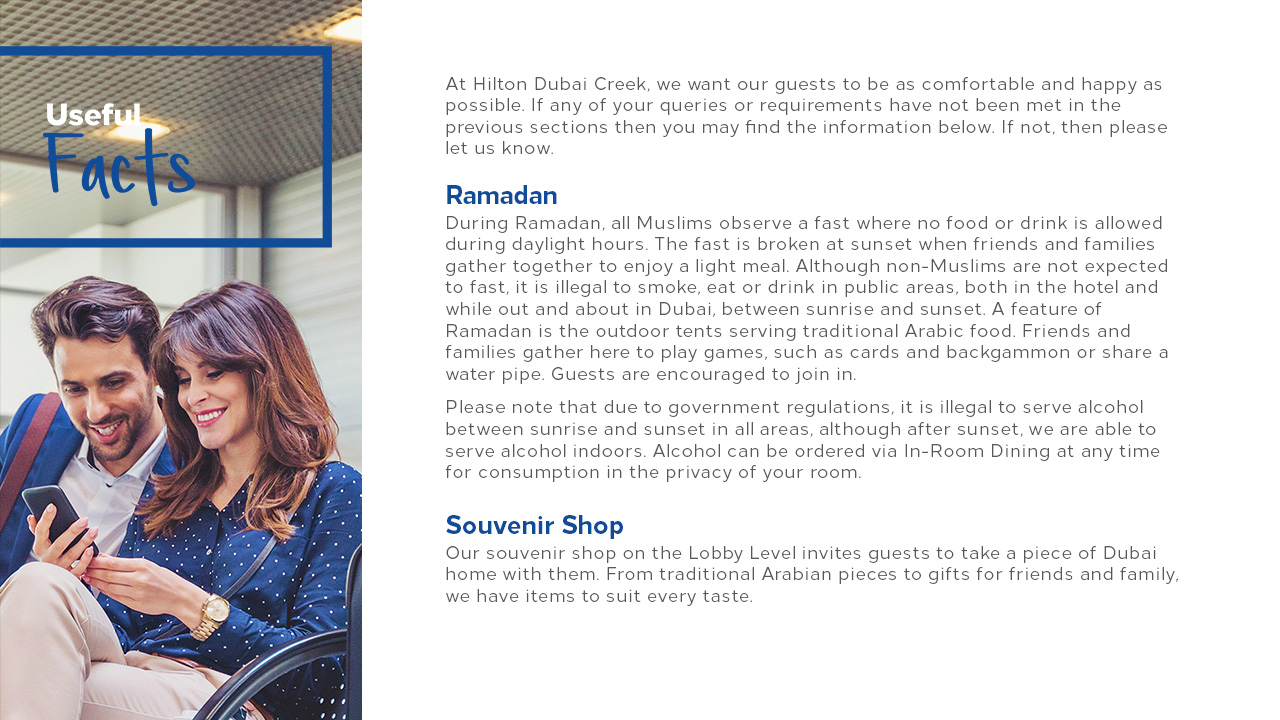 Useful
Facts
At Hilton Dubai Creek, we want our guests to be as comfortable and happy as
possible. If any of your queries or requirements have not been met in the
previous sections then you may find the information below. If not, then please
let us know.
Ramadan
During Ramadan, all Muslims observe a fast where no food or drink is allowed
during daylight hours. The fast is broken at sunset when friends and families
gather together to enjoy a light meal. Although non-Muslims are not expected
to fast, it is illegal to smoke, eat or drink in public areas, both in the hotel and
while out and about in Dubai, between sunrise and sunset. A feature of
Ramadan is the outdoor tents serving traditional Arabic food. Friends and
families gather here to play games, such as cards and backgammon or share a
water pipe. Guests are encouraged to join in.
Please note that due to government regulations, it is illegal to serve alcohol
between sunrise and sunset in all areas, although after sunset, we are able to
serve alcohol indoors. Alcohol can be ordered via In-Room Dining at any time
for consumption in the privacy of your room.
Souvenir Shop
Our souvenir shop on the Lobby Level invites guests to take a piece of Dubai
home with them. From traditional Arabian pieces to gifts for friends and family,
we have items to suit every taste.